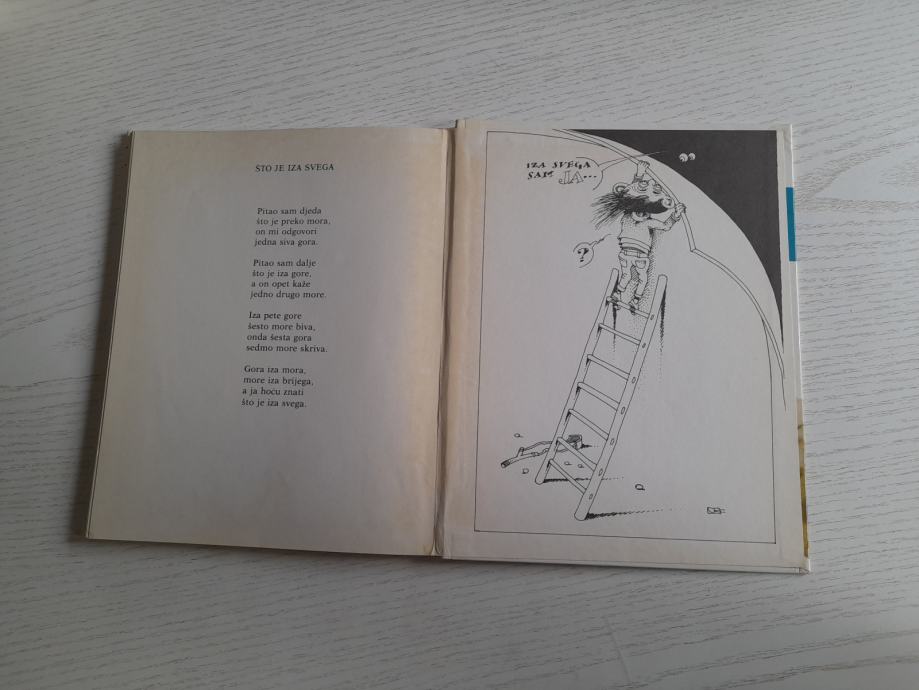 ŠTO JE IZA SVEGA
Pitao sam djeda
što je preko mora,
on mi odgovori
jedna siva gora.
Pitao sam dalje
što je iza gore,
a on opet kaže
jedno drugo more.
Iza pete gore
šesto more biva,
onda šesta gora
sedmo more skriva.
Gora iza mora,
more iza brijega,
a ja hoću znati
što je iza svega.
IZA SVEGA
SAM JA...
?